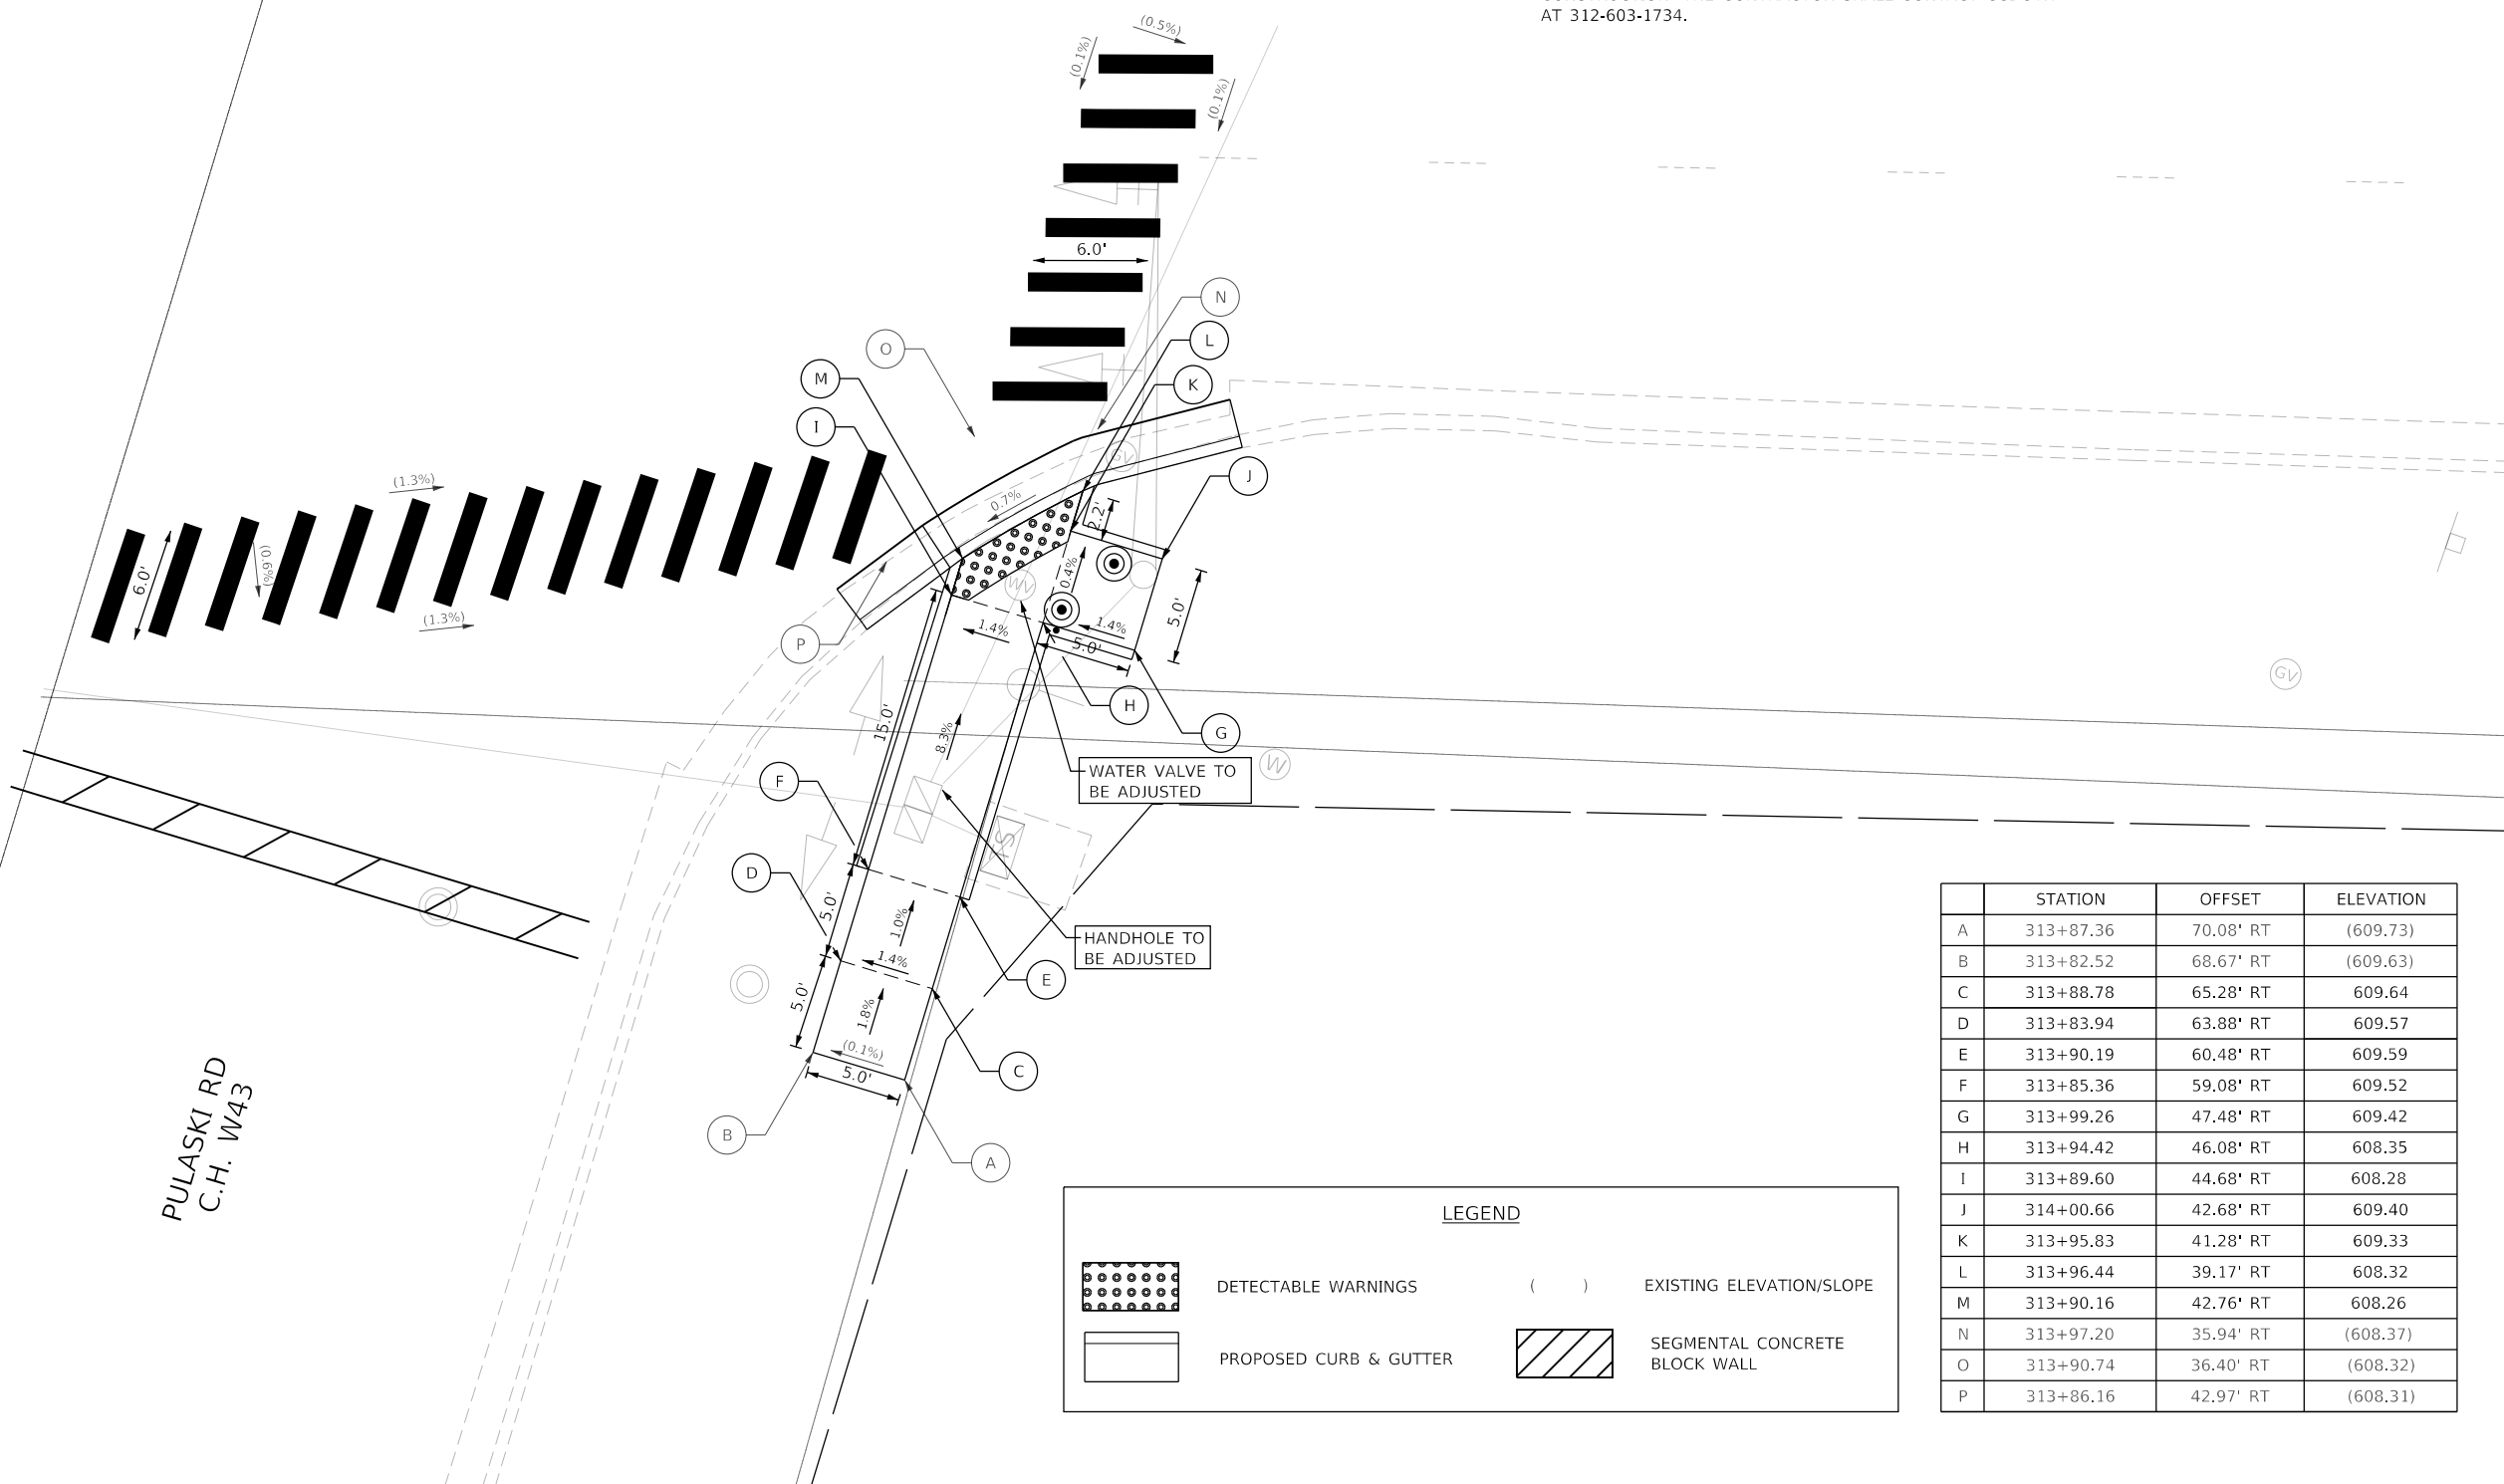 AT 312-603-1734.
(0.5%)
(0.1%)
(0.1%)
6.0'
N
L
K
O
M
I
J
(1.3%)
(1.3%)
(0.6%)
6.0'
0.7%
GV
WV
2.2'
0.4%
1.4%
1.4%
5.0'
5.0'
P
H
G
15.0'
8.3%
F
D
WATER VALVE TO
BE ADJUSTED
W
GV
HANDHOLE TO
BE ADJUSTED
5.0'
1.0%
1.4%
5.0'
1.8%
(0.1%)
5.0'
E
C
B
A
PULASKI RD
C.H. W43
LEGEND
DETECTABLE WARNINGS
( )
EXISTING ELEVATION/SLOPE
PROPOSED CURB & GUTTER
SEGMENTAL CONCRETE
BLOCK WALL
STATION OFFSET ELEVATION
A 313+87.36 70.08' RT (609.73)
B 313+82.52 68.67' RT (609.63)
C 313+88.78 65.28' RT 609.64
D 313+83.94 63.88' RT 609.57
E 313+90.19 60.48' RT 609.59
F 313+85.36 59.08' RT 609.52
G 313+99.26 47.48' RT 609.42
H 313+94.42 46.08' RT 608.35
I 313+89.60 44.68' RT 608.28
J 314+00.66 42.68' RT 609.40
K 313+95.83 41.28' RT 609.33
L 313+96.44 39.17' RT 608.32
M 313+90.16 42.76' RT 608.26
N 313+97.20 35.94' RT (608.37)
O 313+90.74 36.40' RT (608.32)
P 313+86.16 42.97' RT (608.31)